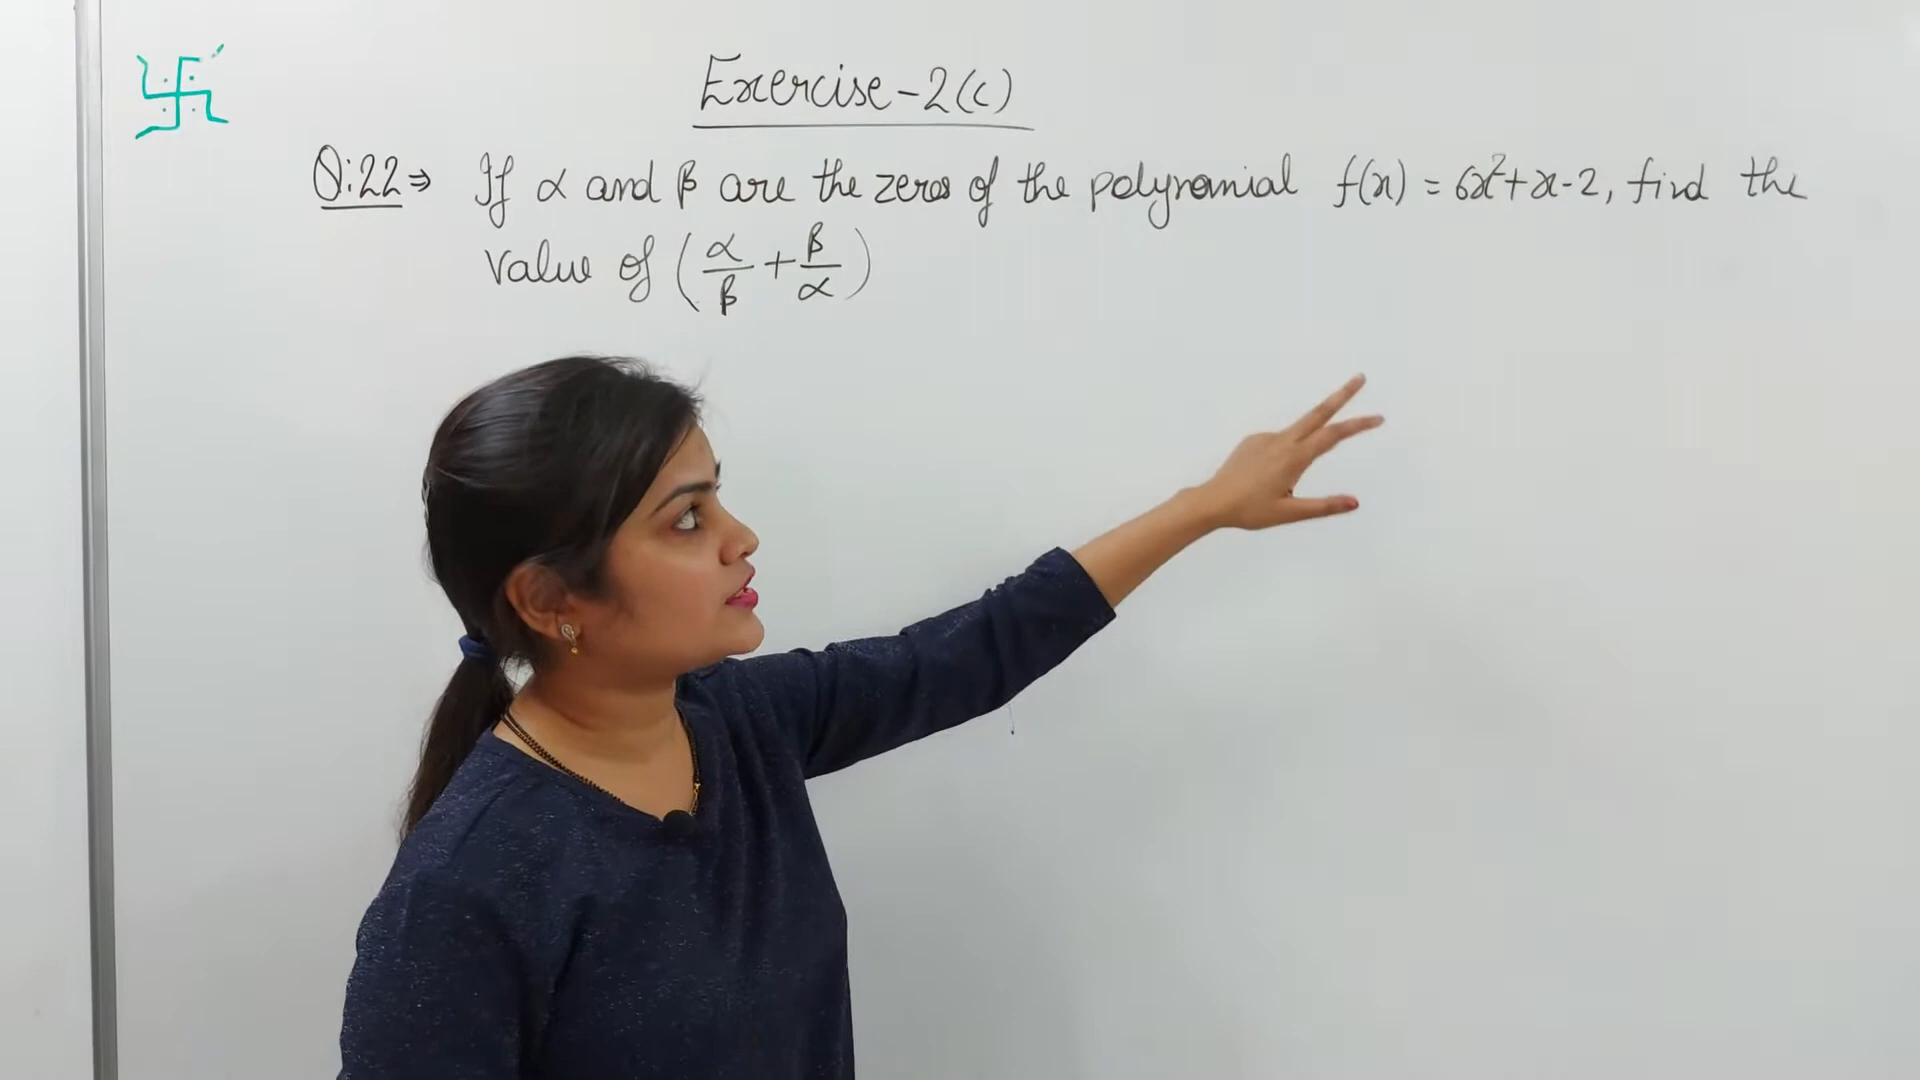 Exercise-2(c)
Q:22⇒ If α and β are the zeros of the polynomial f(x) = 6x²+x-2, find the
value of (α/β + β/α)